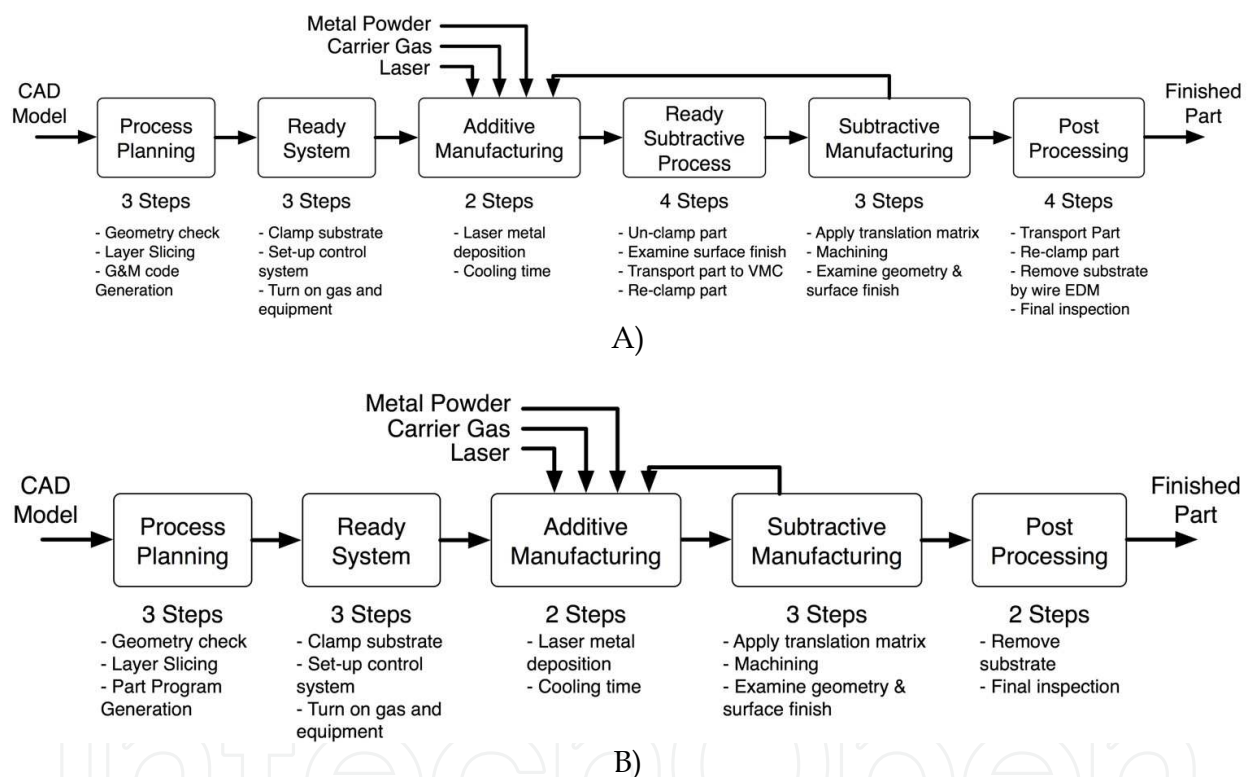 Metal Powder
Carrier Gas
Laser
CAD
Model
Process
Planning
3 Steps
- Geometry check
- Layer Slicing
- G&M code
Generation
Ready
System
3 Steps
- Clamp substrate
- Set-up control
system
- Turn on gas and
equipment
Additive
Manufacturing
2 Steps
- Laser metal
deposition
- Cooling time
Ready
Subtractive
Process
4 Steps
- Un-clamp part
- Examine surface finish
- Transport part to VMC
- Re-clamp part
Subtractive
Manufacturing
3 Steps
- Apply translation matrix
- Machining
- Examine geometry &
surface finish
Post
Processing
4 Steps
- Transport Part
- Re-clamp part
- Remove substrate
by wire EDM
- Final inspection
Finished
Part
A)
Metal Powder
Carrier Gas
Laser
CAD
Model
Process
Planning
3 Steps
- Geometry check
- Layer Slicing
- Part Program
Generation
Ready
System
3 Steps
- Clamp substrate
- Set-up control
system
- Turn on gas and
equipment
Additive
Manufacturing
2 Steps
- Laser metal
deposition
- Cooling time
Subtractive
Manufacturing
3 Steps
- Apply translation matrix
- Machining
- Examine geometry &
surface finish
Post
Processing
2 Steps
- Remove
substrate
- Final inspection
Finished
Part
B)